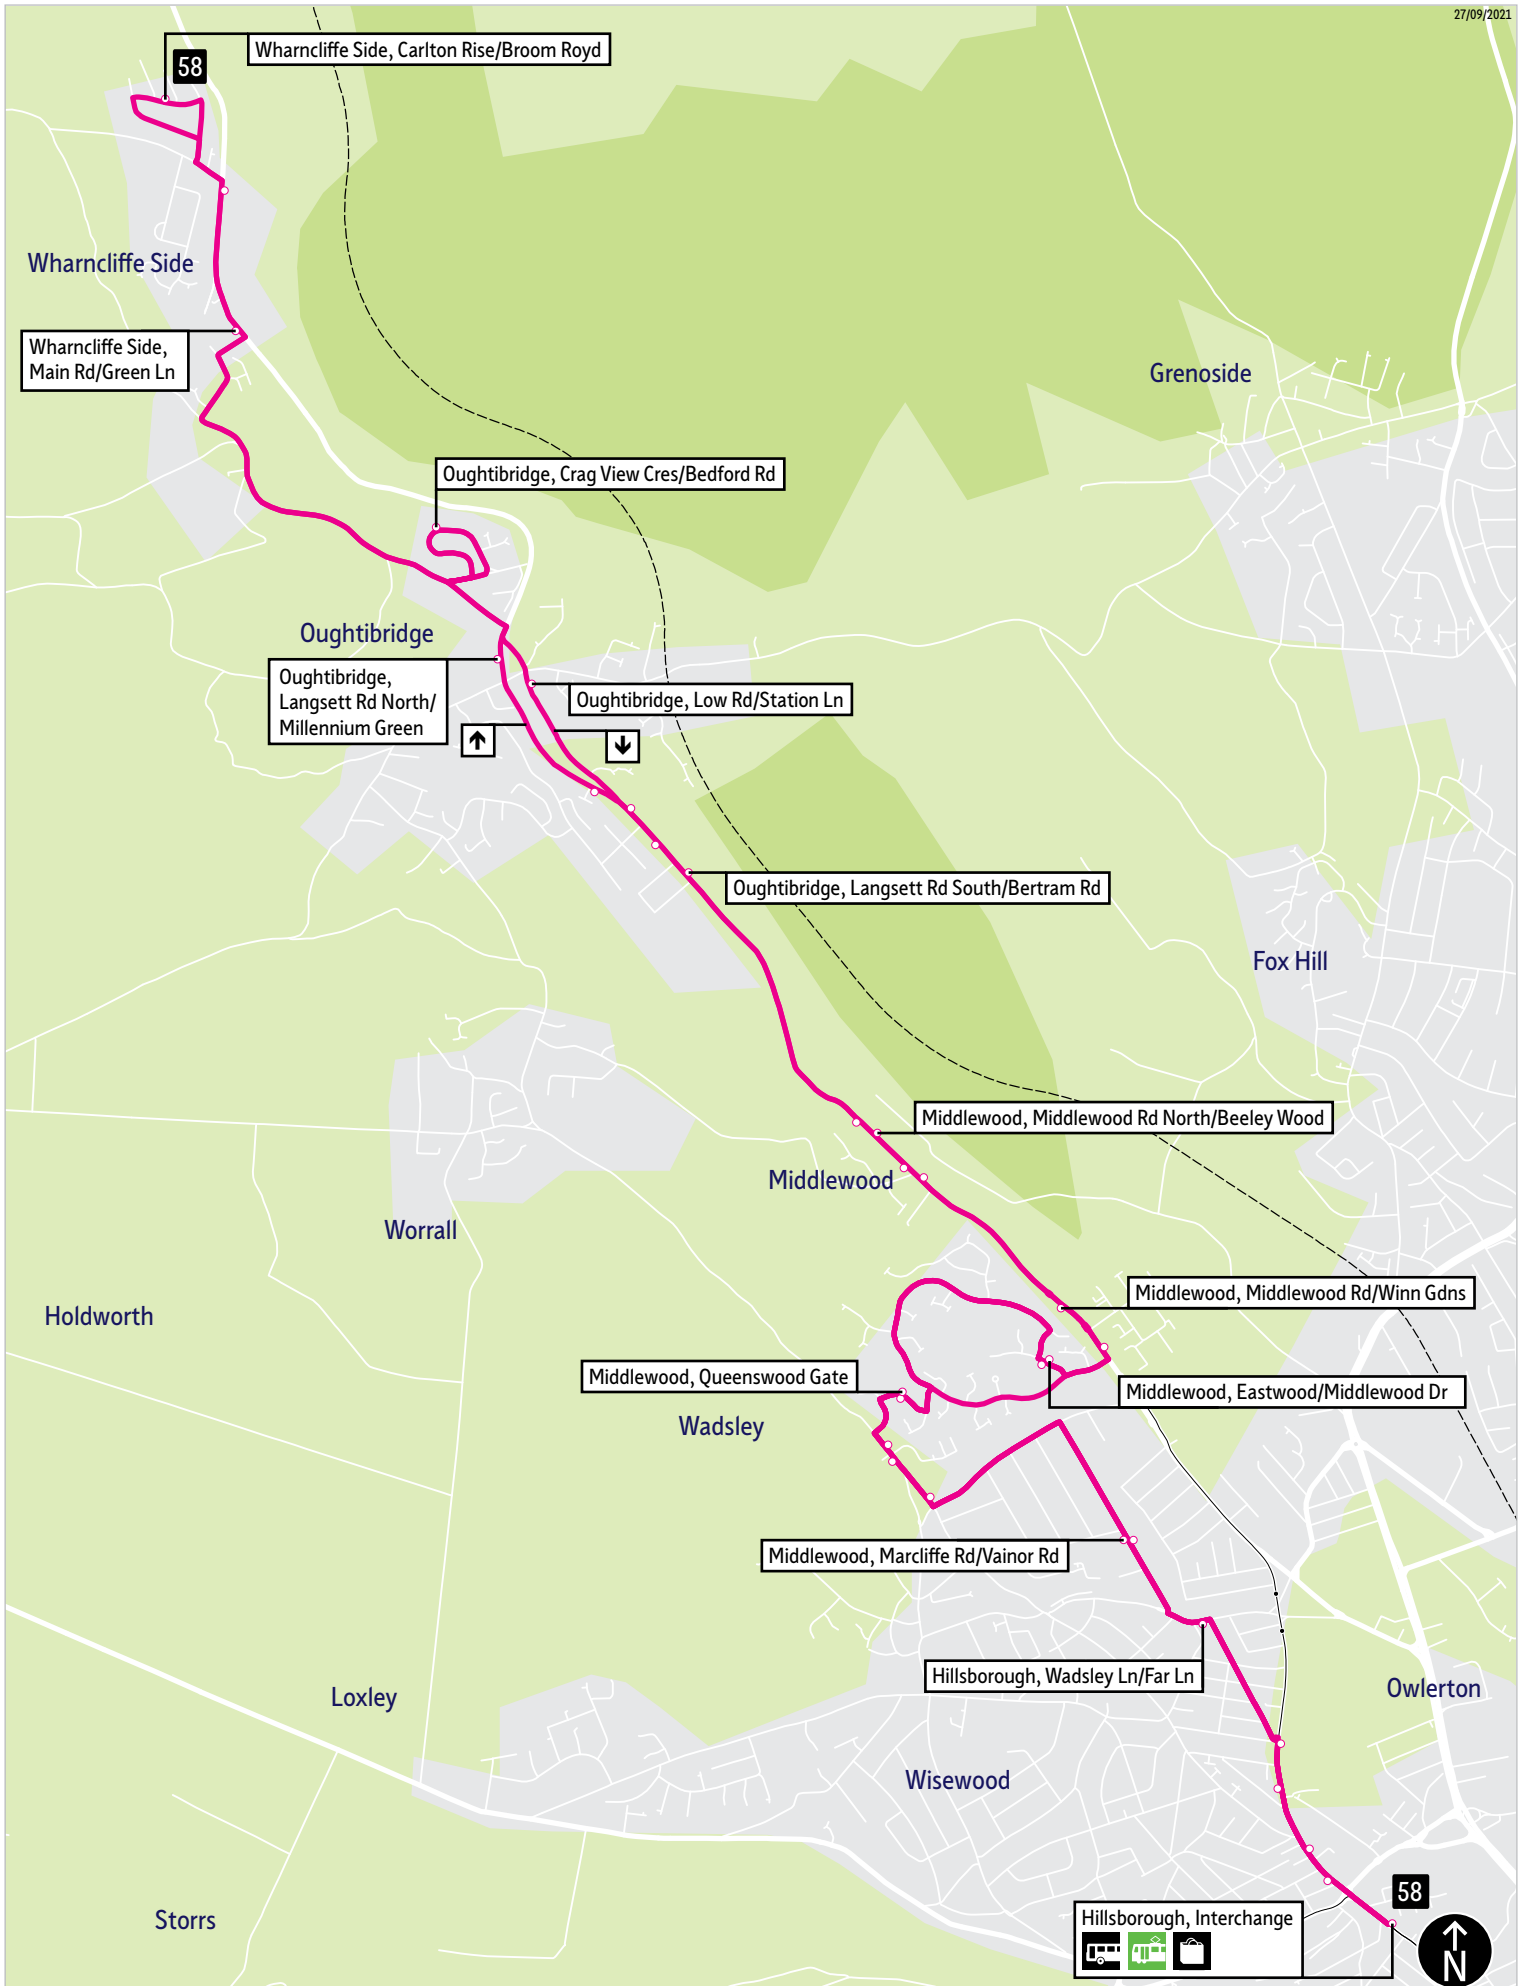 27/09/2021
Wharncliffe Side, Carlton Rise/Broom Royd
58
Wharncliffe Side
Wharncliffe Side,
Main Rd/Green Ln
Grenoside
Oughtibridge, Crag View Cres/Bedford Rd
Oughtibridge
Oughtibridge,
Langsett Rd North/
Millennium Green
Oughtibridge, Low Rd/Station Ln
Oughtibridge, Langsett Rd South/Bertram Rd
Fox Hill
Middlewood, Middlewood Rd North/Beeley Wood
Middlewood
Worrall
Holdworth
Middlewood, Middlewood Rd/Winn Gdns
Middlewood, Queenswood Gate
Middlewood, Eastwood/Middlewood Dr
Wadsley
Middlewood, Marcliffe Rd/Vainor Rd
Hillsborough, Wadsley Ln/Far Ln
Loxley
Owlerton
Wisewood
58
Storrs
Hillsborough, Interchange
N